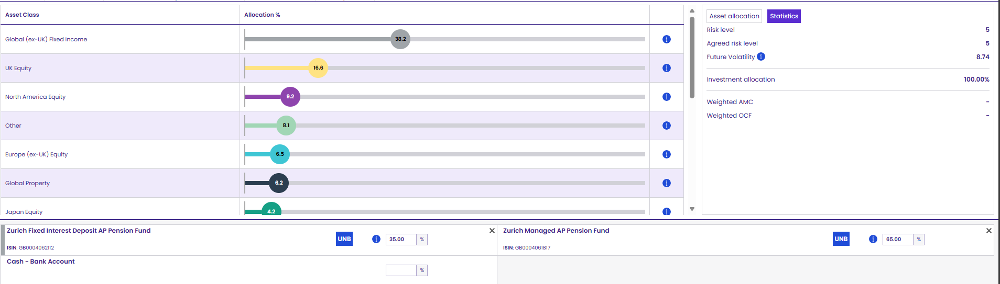 Asset Class
Allocation %
Global (ex-UK) Fixed Income
38.2
UK Equity
16.6
North America Equity
9.2
Other
8.1
Europe (ex-UK) Equity
6.5
Global Property
6.2
Japan Equity
4.2
Asset allocation
Statistics
Risk level 5
Agreed risk level 5
Future Volatility 8.74
Investment allocation 100.00%
Weighted AMC -
Weighted OCF -
Zurich Fixed Interest Deposit AP Pension Fund
UNB
35.00 %
ISIN: GB0004062112
Zurich Managed AP Pension Fund
UNB
65.00 %
ISIN: GB0004061817
Cash - Bank Account
%